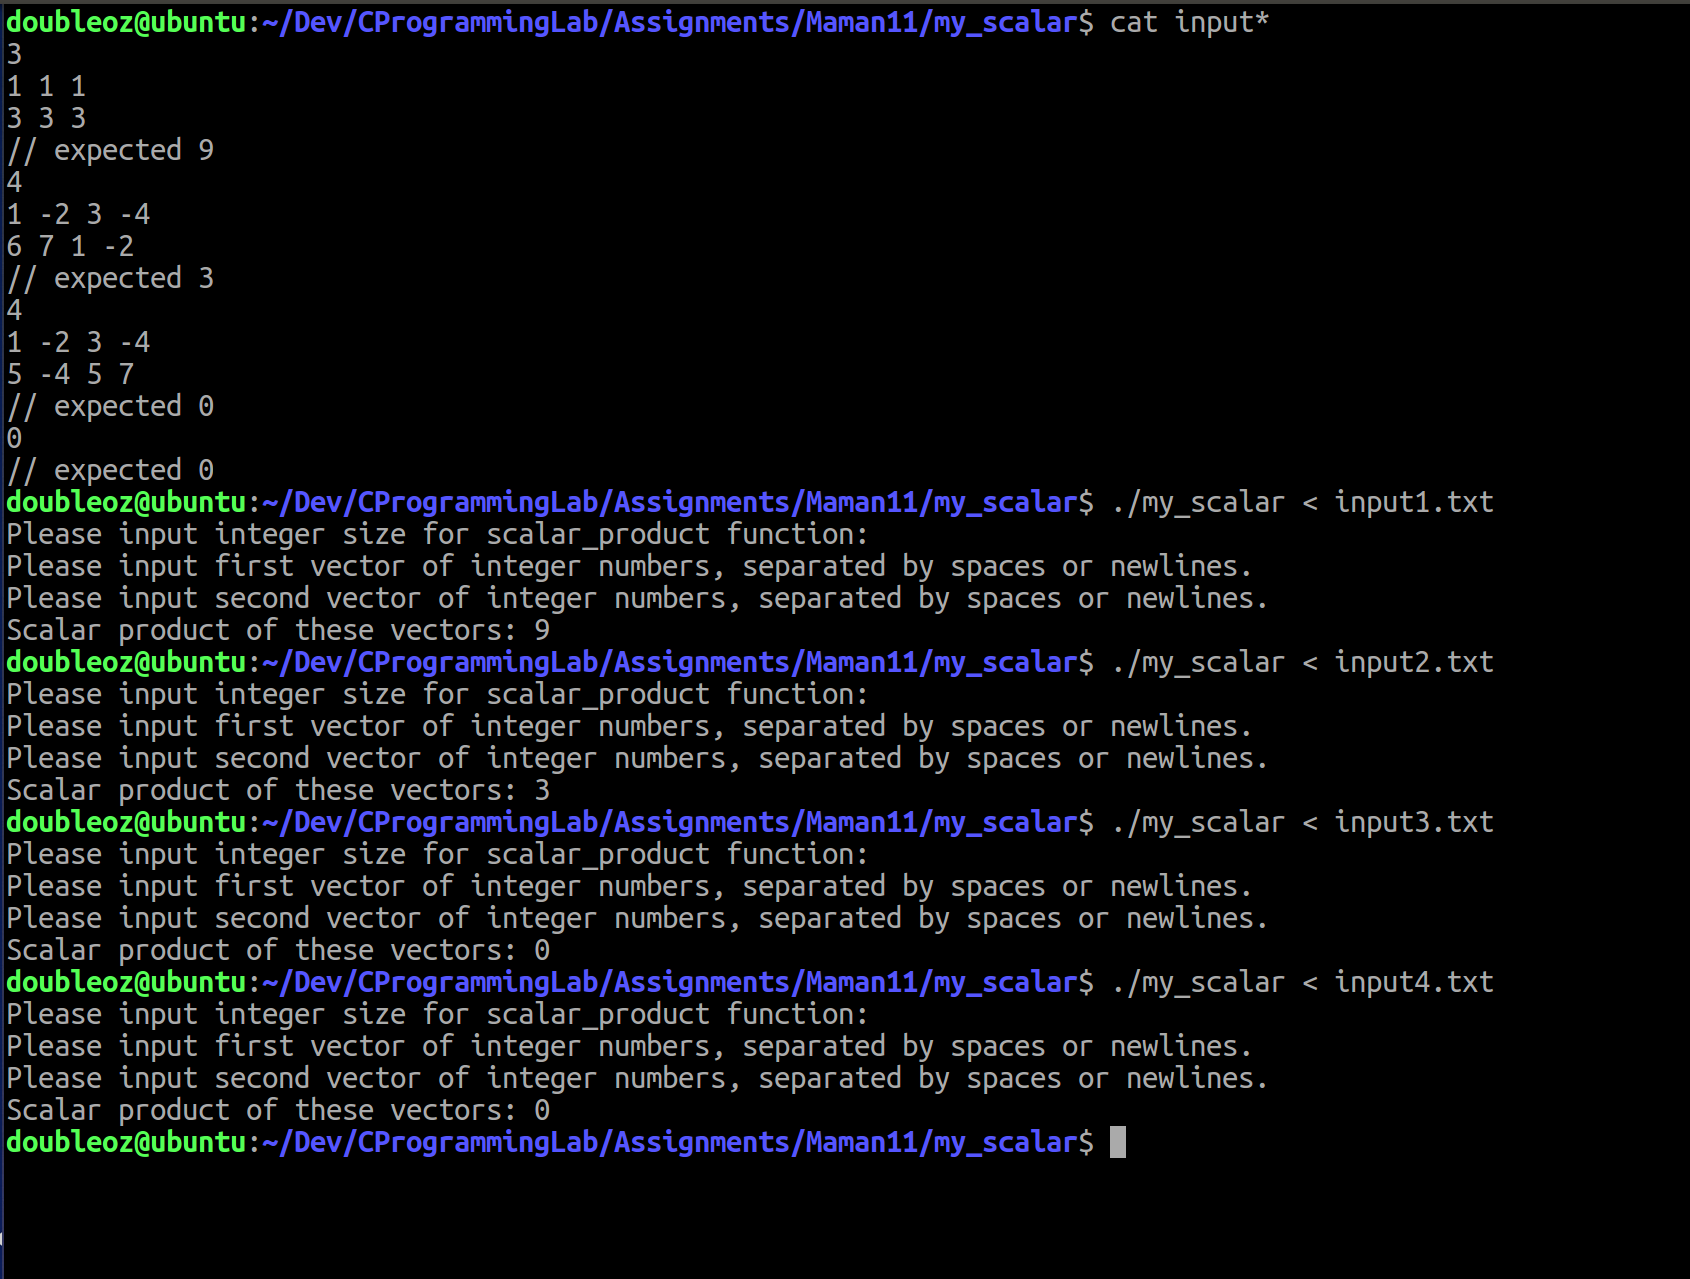 doubleoz@ubuntu:~/Dev/CProgrammingLab/Assignments/Maman11/my_scalar$ cat input*
3
1 1 1
3 3 3
// expected 9
4
1 -2 3 -4
6 7 1 -2
// expected 3
4
1 -2 3 -4
5 -4 5 7
// expected 0
0
// expected 0
doubleoz@ubuntu:~/Dev/CProgrammingLab/Assignments/Maman11/my_scalar$ ./my_scalar < input1.txt
Please input integer size for scalar_product function:
Please input first vector of integer numbers, separated by spaces or newlines.
Please input second vector of integer numbers, separated by spaces or newlines.
Scalar product of these vectors: 9
doubleoz@ubuntu:~/Dev/CProgrammingLab/Assignments/Maman11/my_scalar$ ./my_scalar < input2.txt
Please input integer size for scalar_product function:
Please input first vector of integer numbers, separated by spaces or newlines.
Please input second vector of integer numbers, separated by spaces or newlines.
Scalar product of these vectors: 3
doubleoz@ubuntu:~/Dev/CProgrammingLab/Assignments/Maman11/my_scalar$ ./my_scalar < input3.txt
Please input integer size for scalar_product function:
Please input first vector of integer numbers, separated by spaces or newlines.
Please input second vector of integer numbers, separated by spaces or newlines.
Scalar product of these vectors: 0
doubleoz@ubuntu:~/Dev/CProgrammingLab/Assignments/Maman11/my_scalar$ ./my_scalar < input4.txt
Please input integer size for scalar_product function:
Please input first vector of integer numbers, separated by spaces or newlines.
Please input second vector of integer numbers, separated by spaces or newlines.
Scalar product of these vectors: 0
doubleoz@ubuntu:~/Dev/CProgrammingLab/Assignments/Maman11/my_scalar$